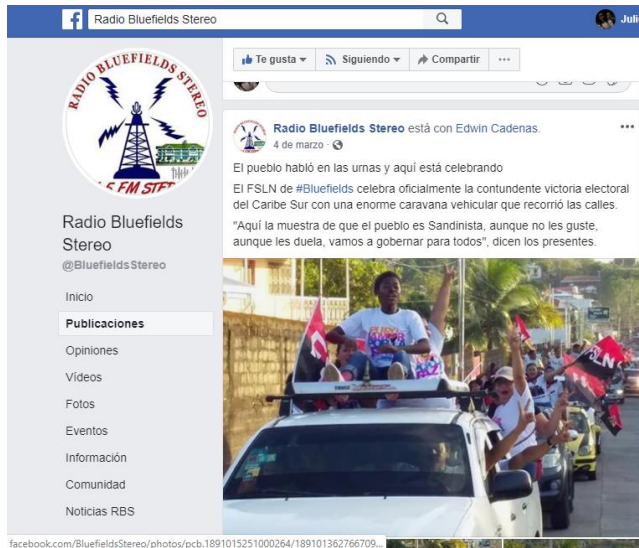 Radio Bluefields Stereo
Juli
RADIO BLUEFIELDS STEREO
.5 FM STE
Te gusta
Siguiendo
Compartir
Radio Bluefields Stereo está con Edwin Cadenas.
4 de marzo
El pueblo habló en las urnas y aquí está celebrando
El FSLN de #Bluefields celebra oficialmente la contundente victoria electoral
del Caribe Sur con una enorme caravana vehicular que recorrió las calles.
"Aquí la muestra de que el pueblo es Sandinista, aunque no les guste,
aunque les duela, vamos a gobernar para todos", dicen los presentes.
Radio Bluefields
Stereo
@BluefieldsStereo
Inicio
Publicaciones
Opiniones
Vídeos
Fotos
Eventos
Información
Comunidad
Noticias RBS
FSLN
facebook.com/BluefieldsStereo/photos/pcb.1891015251000264/189101362766709...